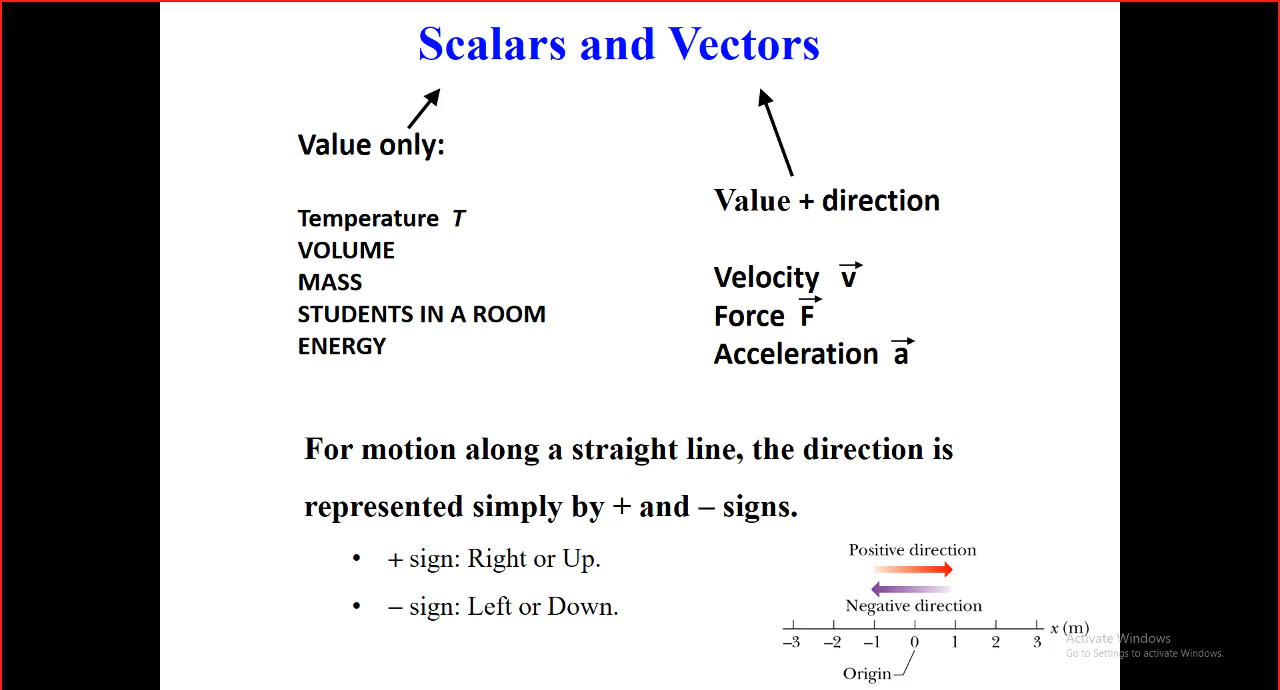 Scalars and Vectors
Value only:
Temperature T
VOLUME
MASS
STUDENTS IN A ROOM
ENERGY
Value + direction
Velocity v⃗
Force F⃗
Acceleration a⃗
For motion along a straight line, the direction is
represented simply by + and – signs.
• + sign: Right or Up.
• – sign: Left or Down.
Positive direction
Negative direction
–3 –2 –1 0 1 2 3 x (m)
Origin
Activate Windows
Go to Settings to activate Windows.